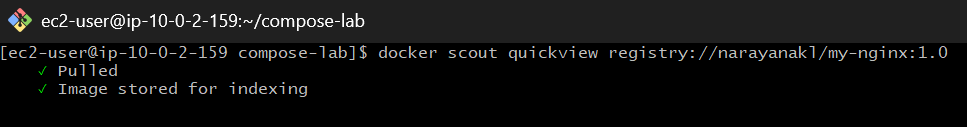 ec2-user@ip-10-0-2-159:~/compose-lab
[ec2-user@ip-10-0-2-159 compose-lab]$ docker scout quickview registry://narayanakl/my-nginx:1.0
✓ Pulled
✓ Image stored for indexing